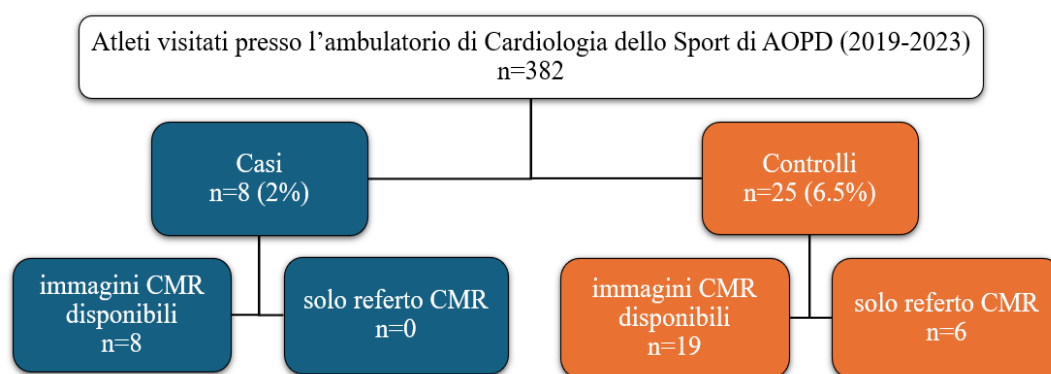 Atleti visitati presso l’ambulatorio di Cardiologia dello Sport di AOPD (2019-2023)
n=382
Casi
n=8 (2%)
Controlli
n=25 (6.5%)
immagini CMR
disponibili
n=8
solo referto CMR
n=0
immagini CMR
disponibili
n=19
solo referto CMR
n=6